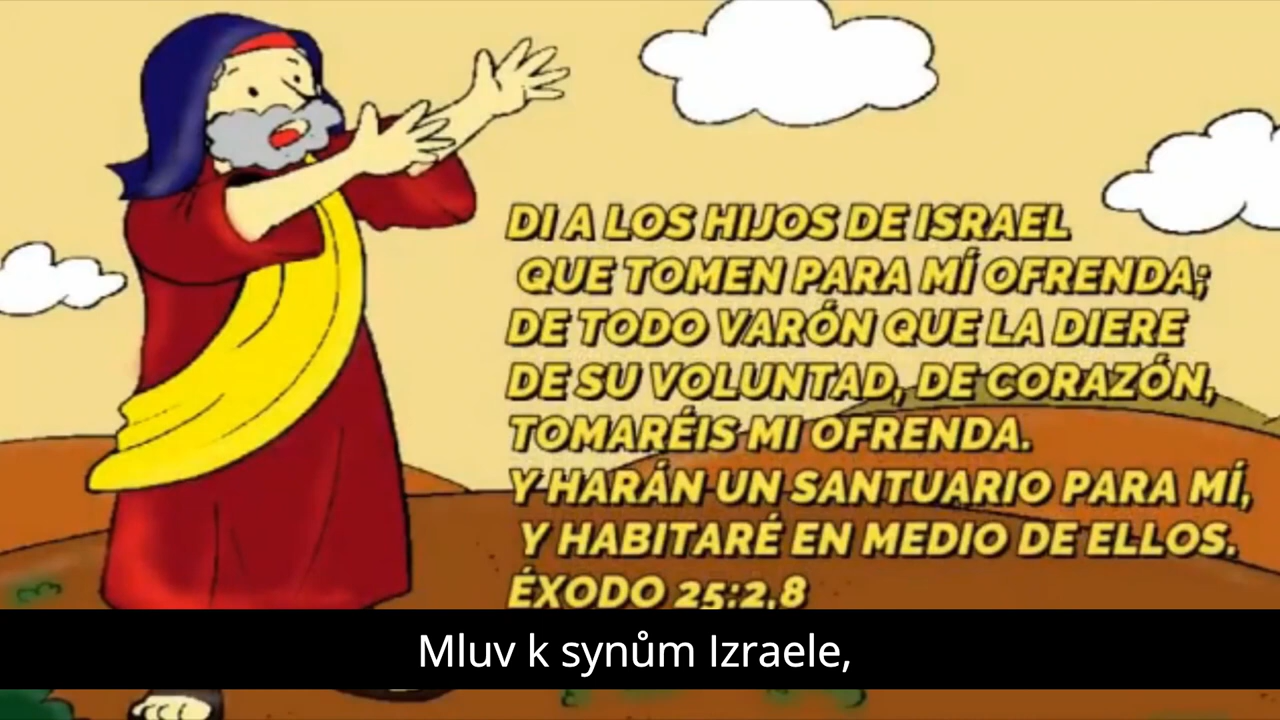 DI A LOS HIJOS DE ISRAEL
QUE TOMEN PARA MÍ OFRENDA;
DE TODO VARÓN QUE LA DIERE
DE SU VOLUNTAD, DE CORAZÓN,
TOMARÉIS MI OFRENDA.
Y HARÁN UN SANTUARIO PARA MÍ,
Y HABITARÉ EN MEDIO DE ELLOS.
ÉXODO 25:2,8
Mluv k synům Izraele,